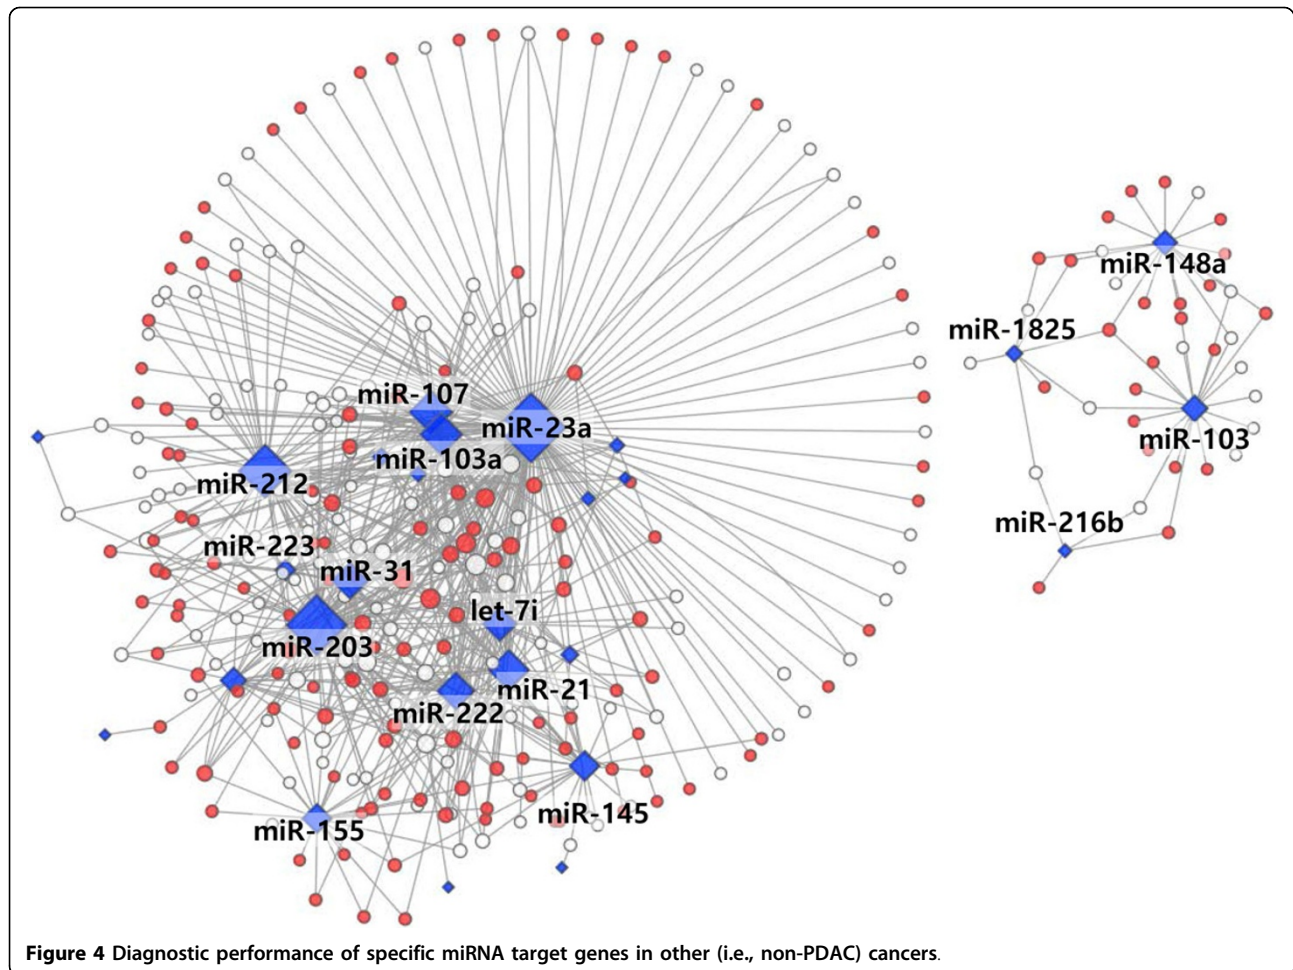 miR-148a
miR-1825
miR-107
miR-23a
miR-103a
miR-103
miR-212
miR-216b
miR-223
miR-31
let-7i
miR-203
miR-21
miR-222
miR-145
miR-155
Figure 4 Diagnostic performance of specific miRNA target genes in other (i.e., non-PDAC) cancers.